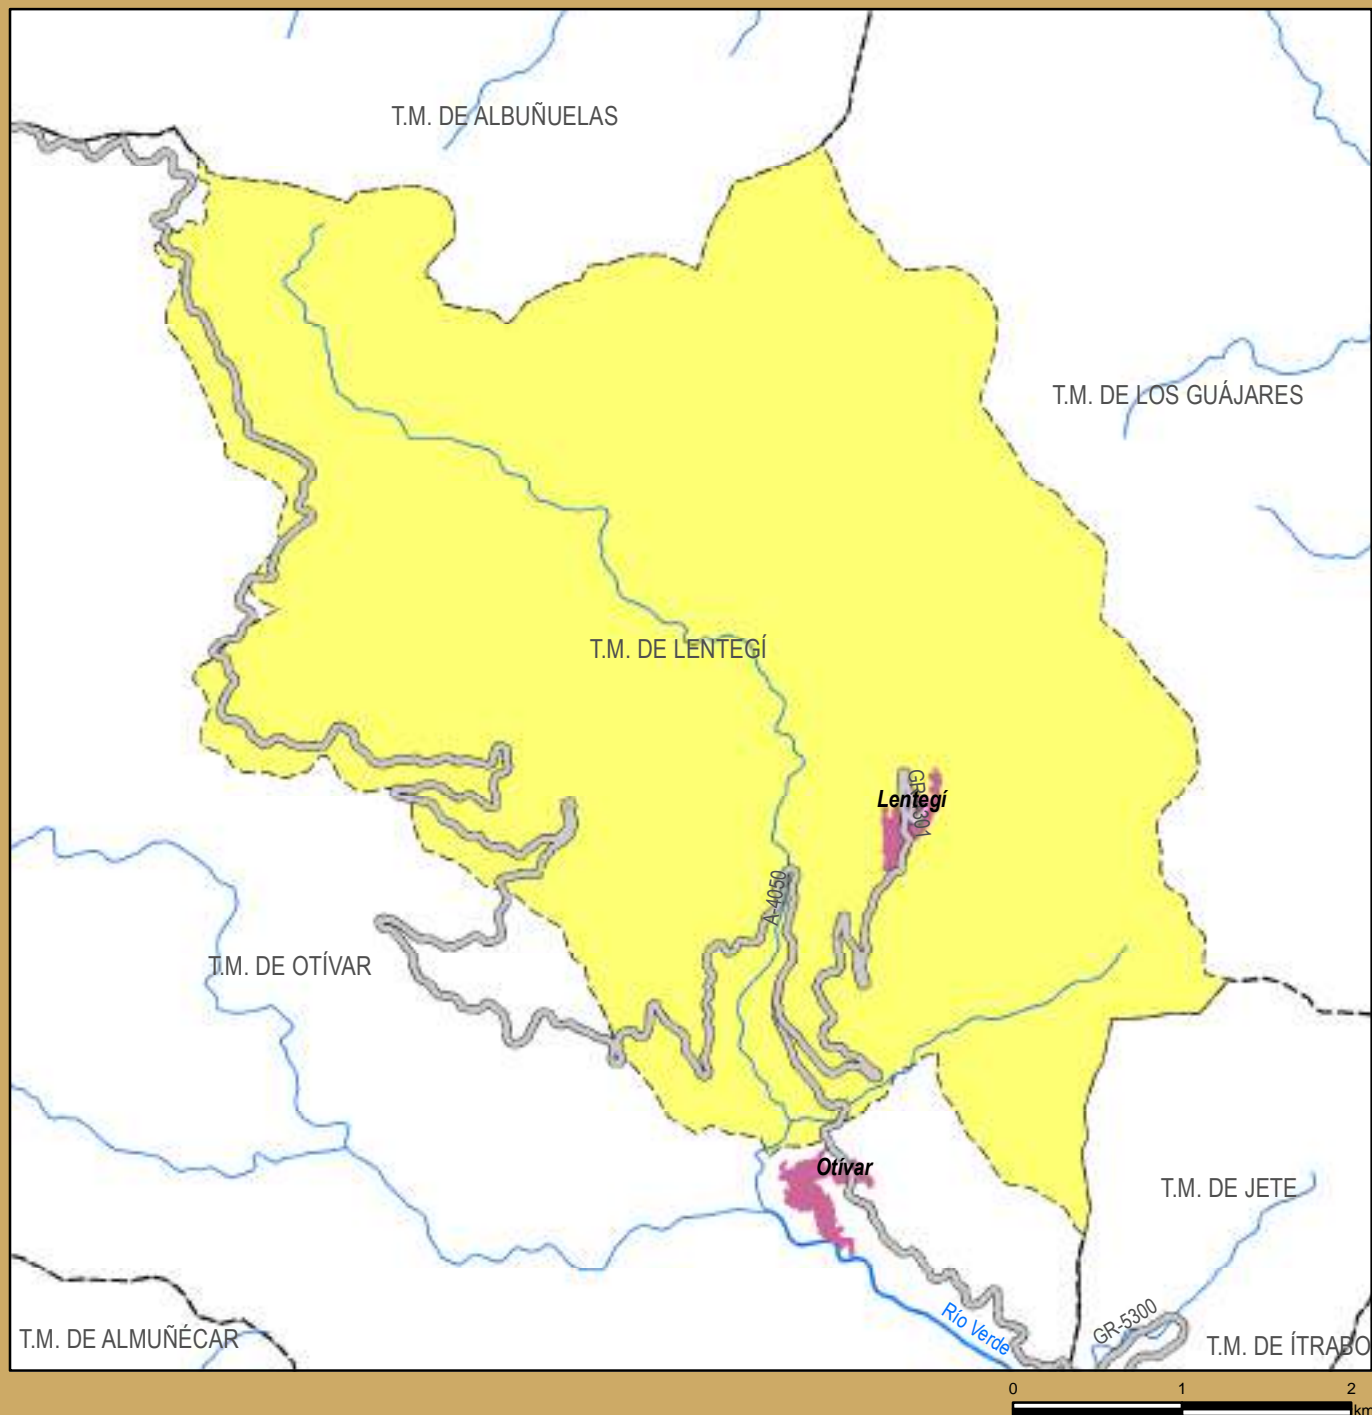 T.M. DE ALBUÑUELAS
T.M. DE LOS GUÁJARES
T.M. DE LENTEGÍ
GR-5301
Lentegí
A-4050
T.M. DE OTÍVAR
Otívar
T.M. DE JETE
Río Verde
GR-5300
T.M. DE ALMUÑÉCAR
T.M. DE ÍTRABO
0 1 2
km